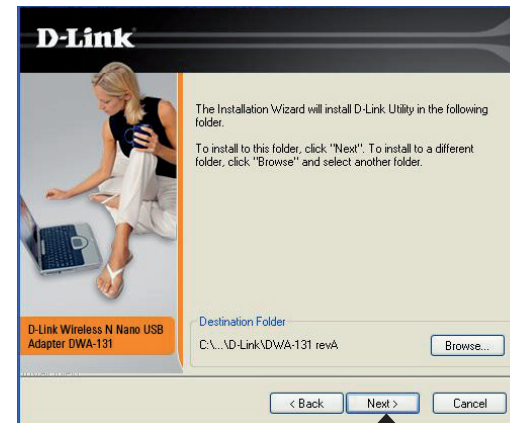 D-Link
The Installation Wizard will install D-Link Utility in the following
folder.
To install to this folder, click "Next". To install to a different
folder, click "Browse" and select another folder.
D-Link Wireless N Nano USB
Adapter DWA-131
Destination Folder
C:\...\D-Link\DWA-131 revA
Browse...
< Back
Next >
Cancel